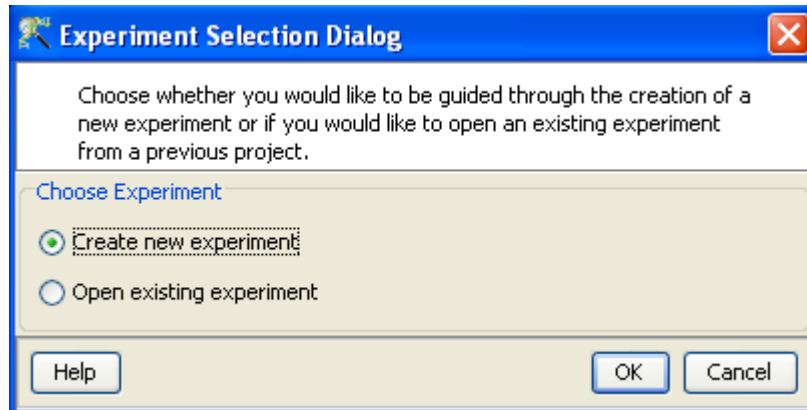 Experiment Selection Dialog
Choose whether you would like to be guided through the creation of a
new experiment or if you would like to open an existing experiment
from a previous project.
Choose Experiment
Create new experiment
Open existing experiment
Help OK Cancel